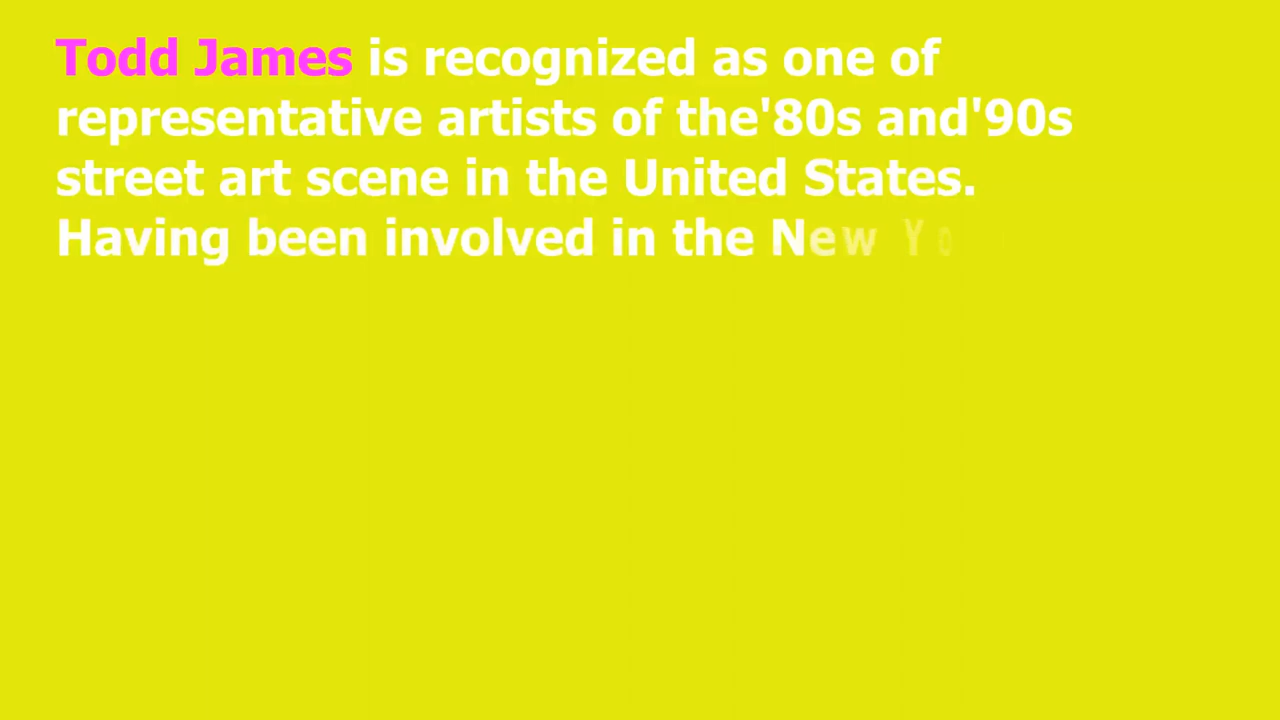 Todd James is recognized as one of
representative artists of the'80s and'90s
street art scene in the United States.
Having been involved in the New Yo